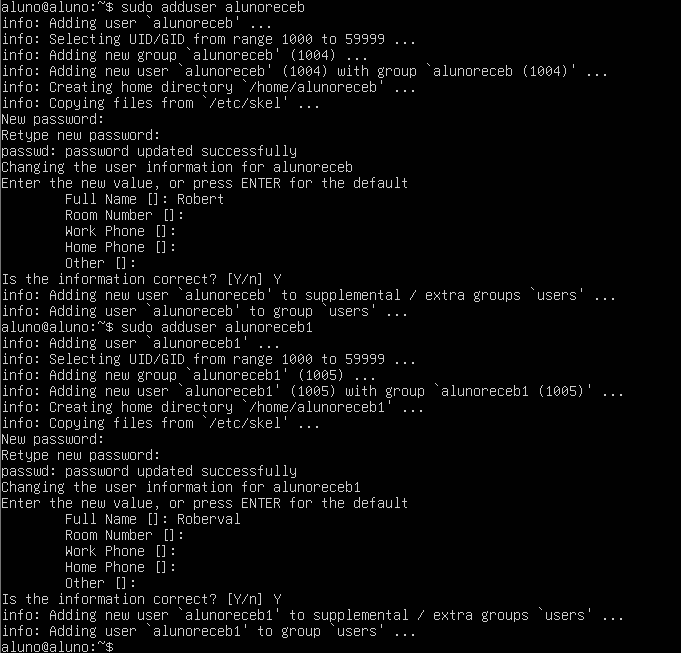 aluno@aluno:~$ sudo adduser alunoreceb
info: Adding user `alunoreceb' ...
info: Selecting UID/GID from range 1000 to 59999 ...
info: Adding new group `alunoreceb' (1004) ...
info: Adding new user `alunoreceb' (1004) with group `alunoreceb (1004)' ...
info: Creating home directory `/home/alunoreceb' ...
info: Copying files from `/etc/skel' ...
New password:
Retype new password:
passwd: password updated successfully
Changing the user information for alunoreceb
Enter the new value, or press ENTER for the default
        Full Name []: Robert
        Room Number []:
        Work Phone []:
        Home Phone []:
        Other []:
Is the information correct? [Y/n] Y
info: Adding new user `alunoreceb' to supplemental / extra groups `users' ...
info: Adding user `alunoreceb' to group `users' ...
aluno@aluno:~$ sudo adduser alunoreceb1
info: Adding user `alunoreceb1' ...
info: Selecting UID/GID from range 1000 to 59999 ...
info: Adding new group `alunoreceb1' (1005) ...
info: Adding new user `alunoreceb1' (1005) with group `alunoreceb1 (1005)' ...
info: Creating home directory `/home/alunoreceb1' ...
info: Copying files from `/etc/skel' ...
New password:
Retype new password:
passwd: password updated successfully
Changing the user information for alunoreceb1
Enter the new value, or press ENTER for the default
        Full Name []: Roberval
        Room Number []:
        Work Phone []:
        Home Phone []:
        Other []:
Is the information correct? [Y/n] Y
info: Adding new user `alunoreceb1' to supplemental / extra groups `users' ...
info: Adding user `alunoreceb1' to group `users' ...
aluno@aluno:~$